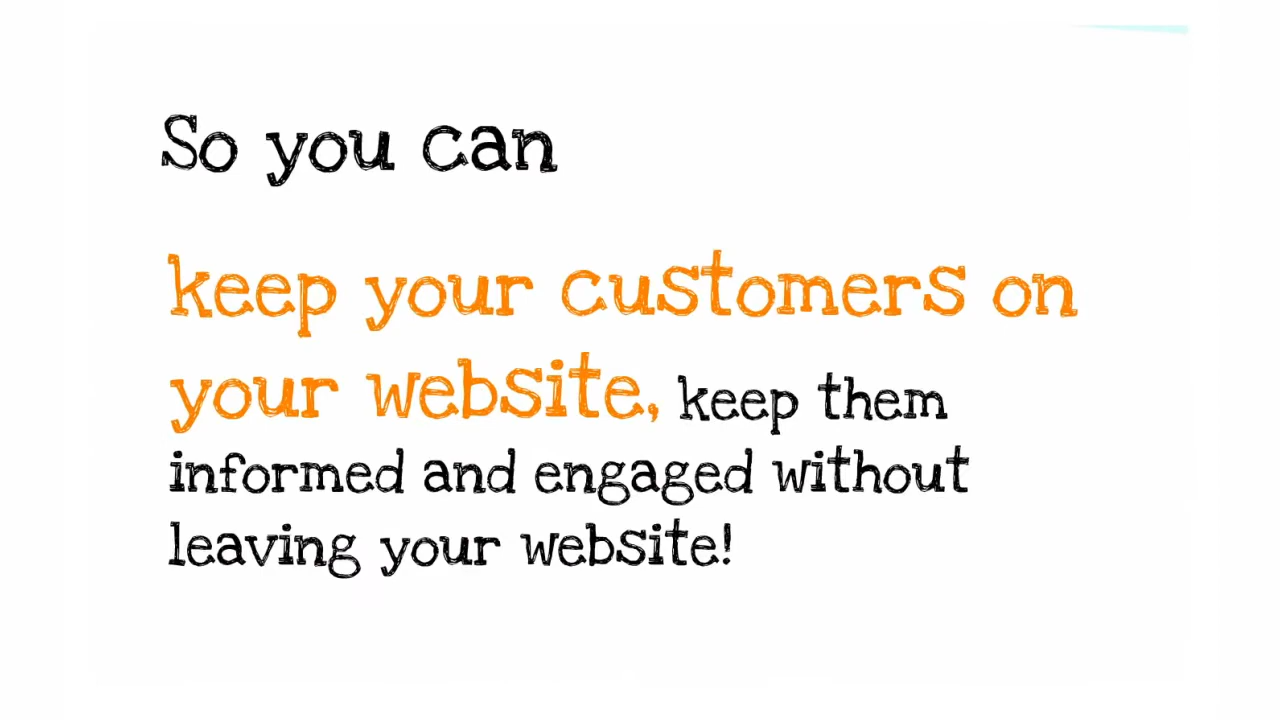 So you can
keep your customers on
your website, keep them
informed and engaged without
leaving your website!